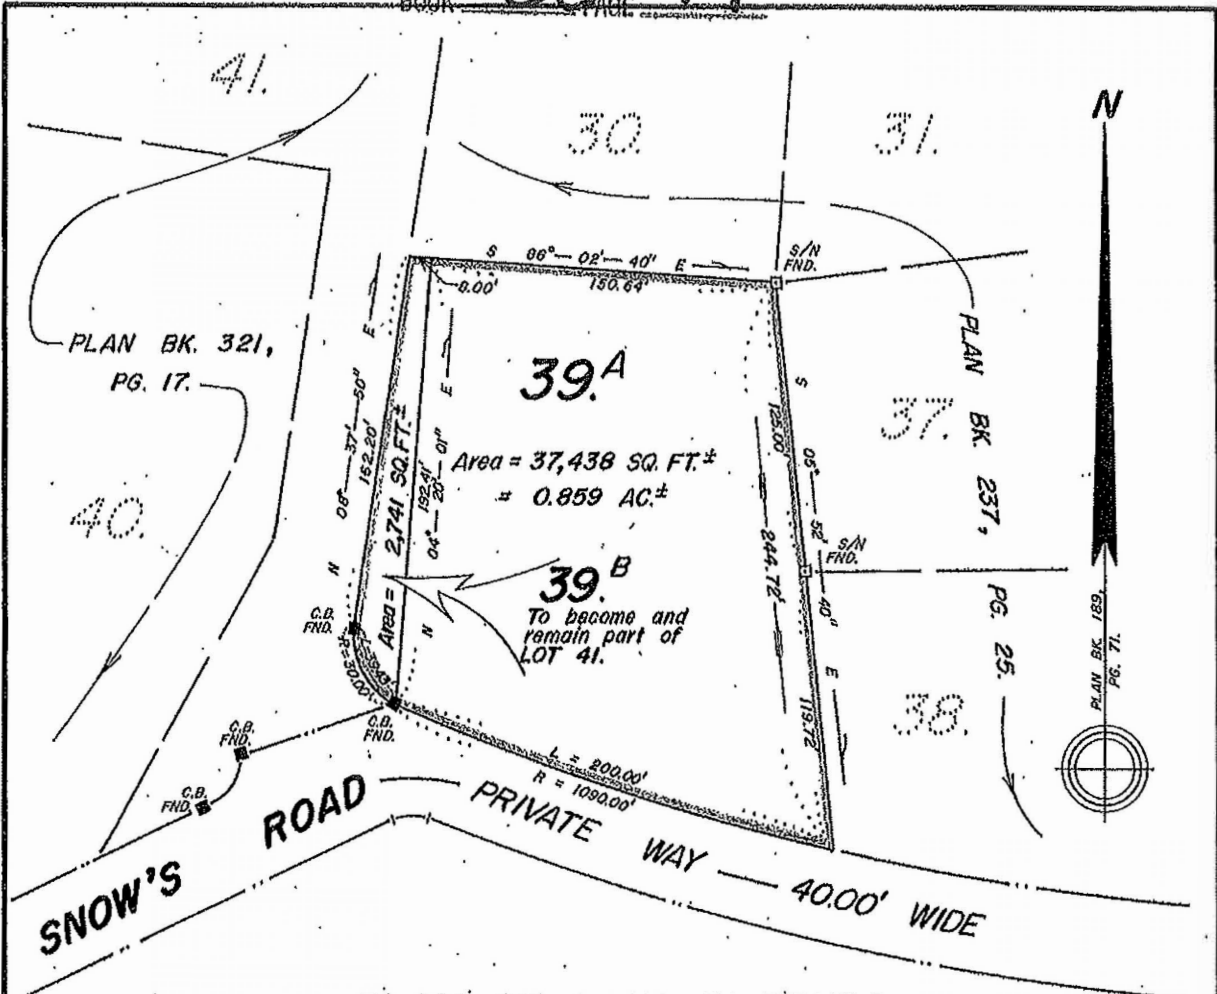 BOOK PAGE
41.
30.
31.
N
S 86° 02' 40" E
150.64'
8.00'
S/N
FND.
PLAN BK. 321,
PG. 17.
39.A
Area = 37,438 SQ. FT.±
= 0.859 AC.±
N 08° 37' 50" E
162.20'
Area = 2,741 SQ. FT.±
N 04° 20' 01" E
192.41'
S 05° 52' 40" E
125.00'
244.72'
119.72'
S/N
FND.
37.
PLAN BK. 237,
PG. 25.
40.
39.B
To become and
remain part of
LOT 41.
C.B.
FND.
R=30.00'
C.B.
FND.
C.B.
FND.
C.B.
FND.
38.
PLAN BK. 189,
PG. 71.
L = 200.00'
R = 1090.00'
SNOW'S ROAD
PRIVATE WAY 40.00' WIDE